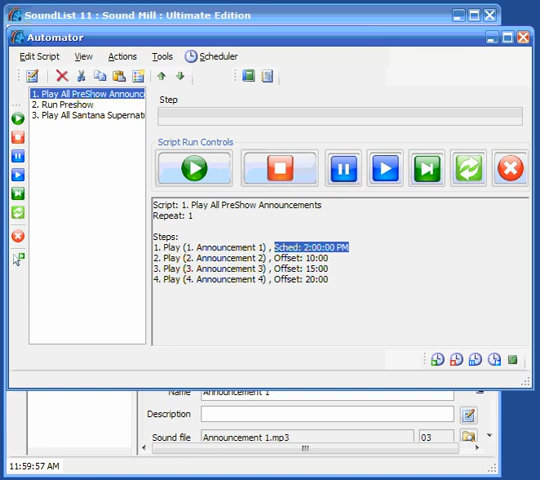 SoundList 11 : Sound Mill : Ultimate Edition
Automator
Edit Script View Actions Tools Scheduler
1. Play All PreShow Announc
2. Run Preshow
3. Play All Santana Supernat
Step
Script Run Controls
Script: 1. Play All PreShow Announcements
Repeat: 1
Steps:
1. Play (1. Announcement 1) , Sched: 2:00:00 PM
2. Play (2. Announcement 2) , Offset: 10:00
3. Play (3. Announcement 3) , Offset: 15:00
4. Play (4. Announcement 4) , Offset: 20:00
Name Announcement 1
Description
Sound file Announcement 1.mp3 03
11:59:57 AM